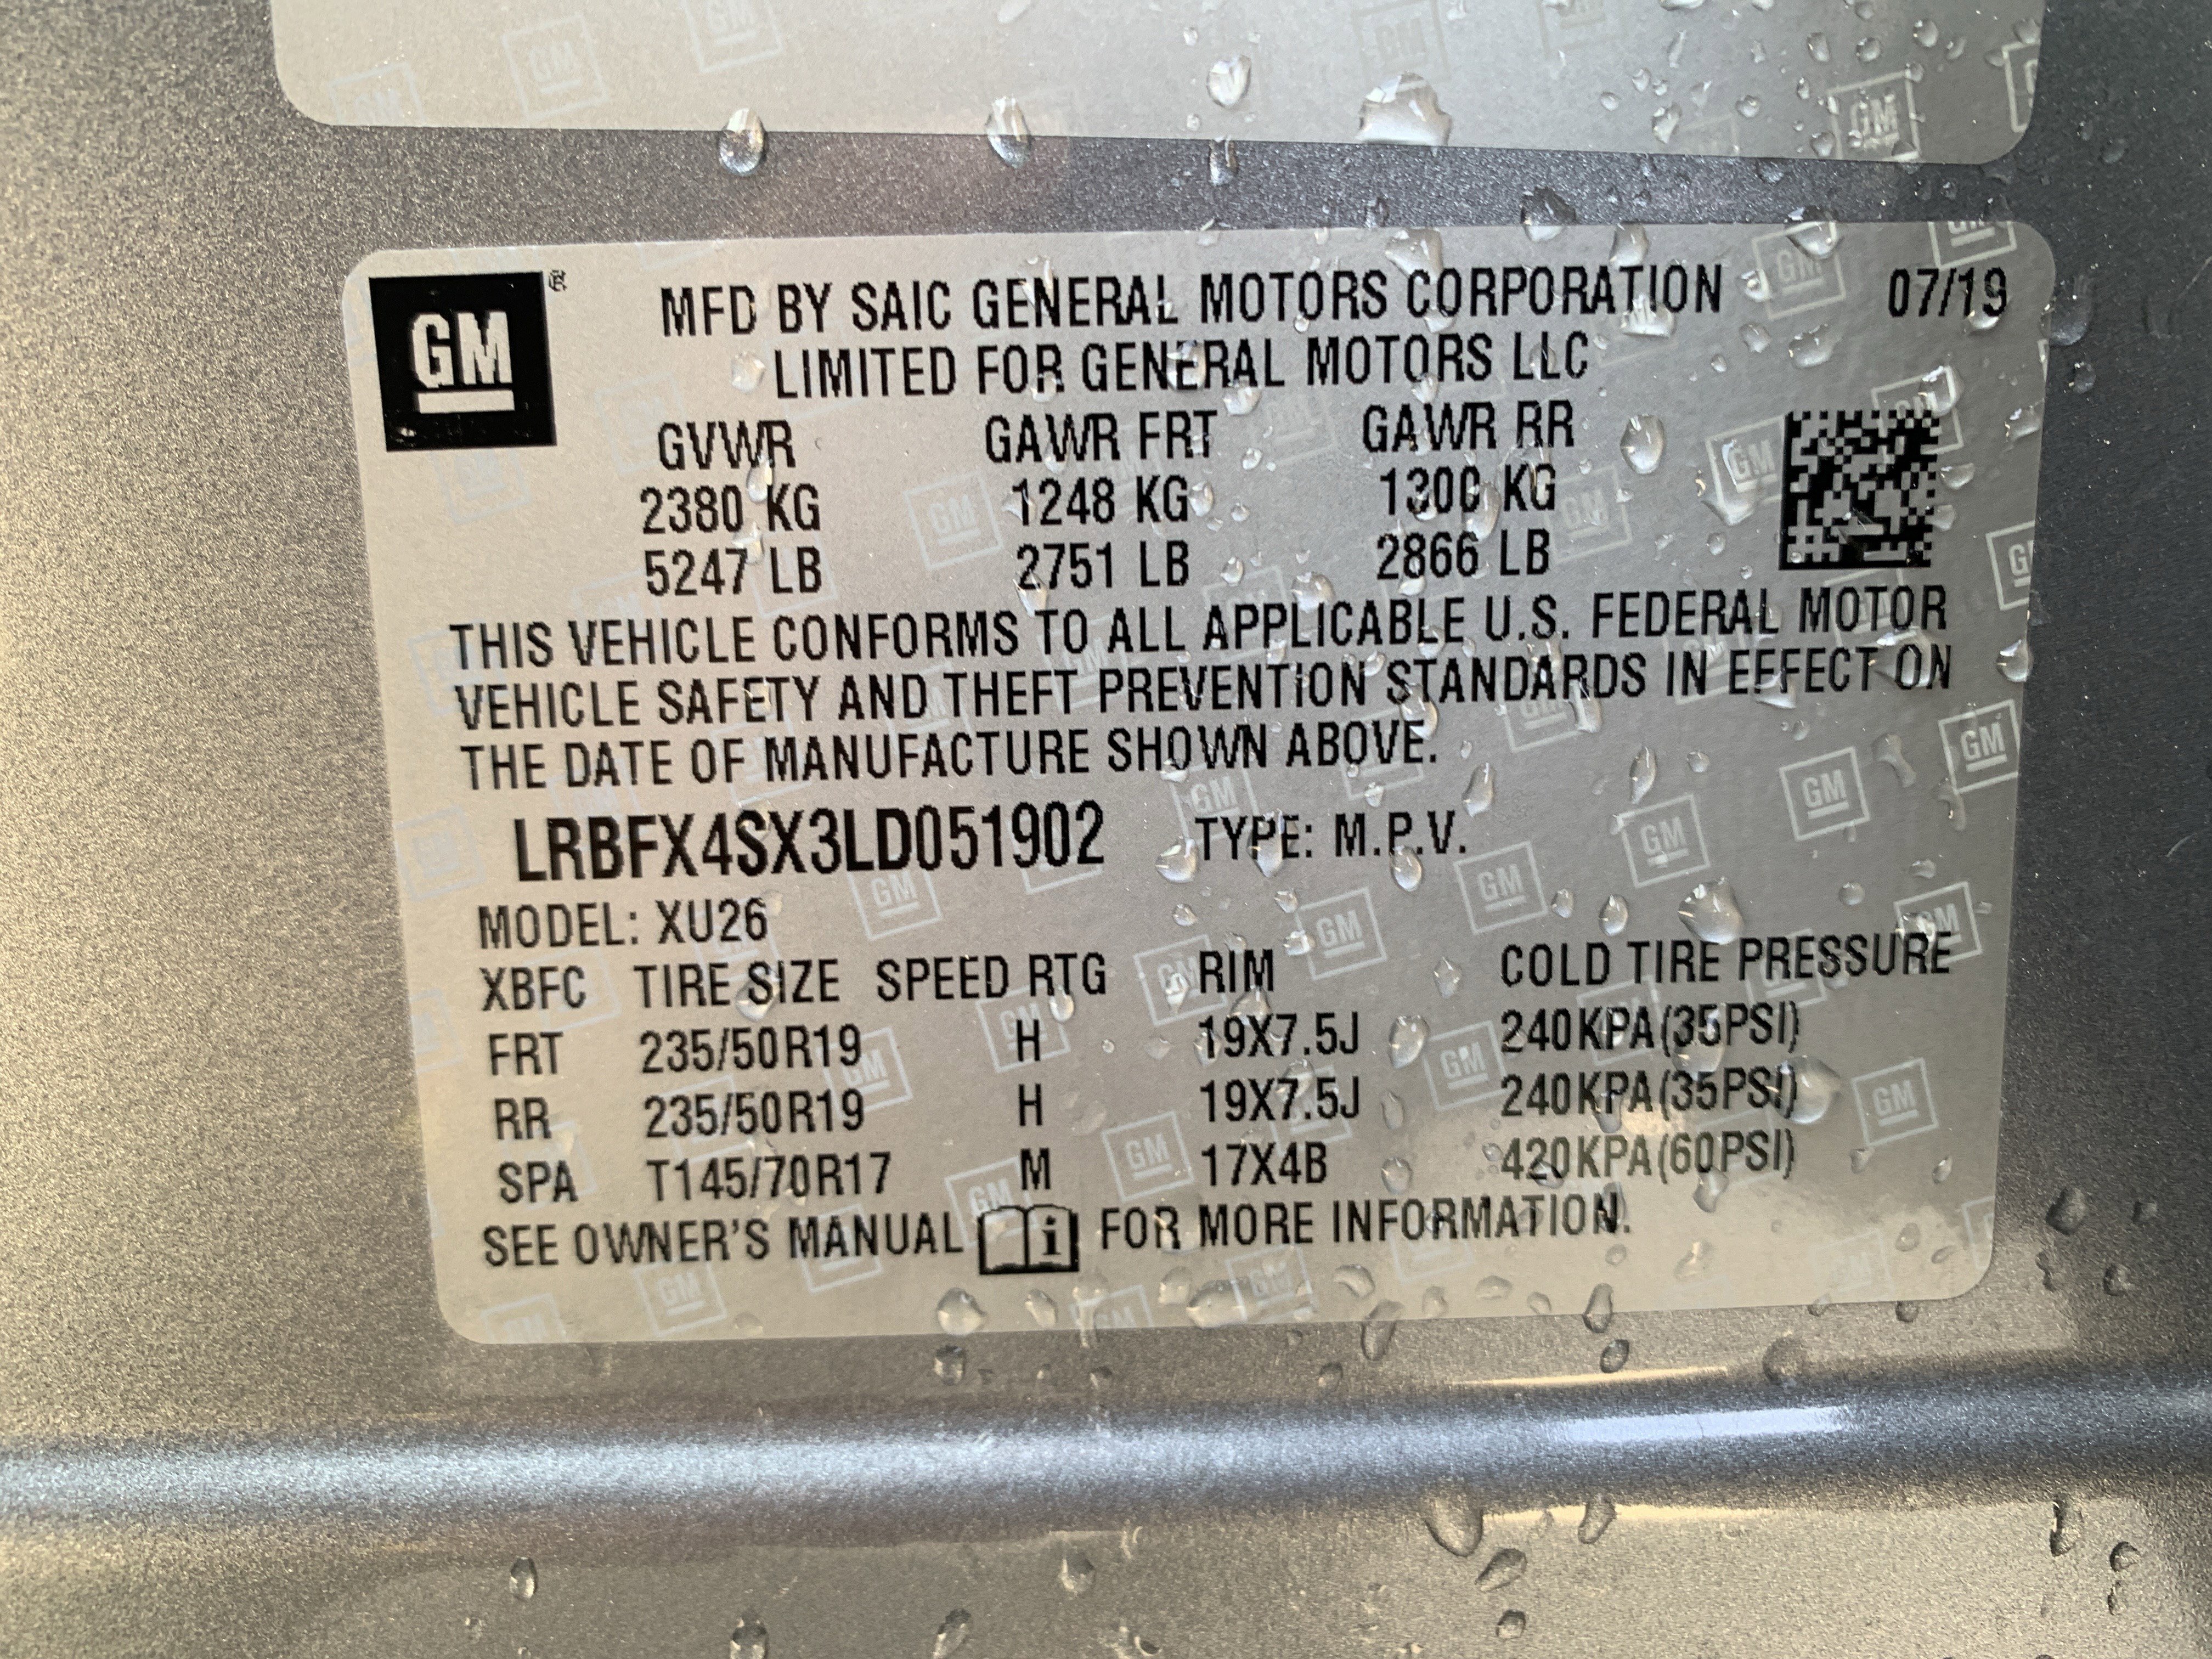 GM
MFD BY SAIC GENERAL MOTORS CORPORATION 07/19
LIMITED FOR GENERAL MOTORS LLC
GVWR GAWR FRT GAWR RR
2380 KG 1248 KG 1300 KG
5247 LB 2751 LB 2866 LB
THIS VEHICLE CONFORMS TO ALL APPLICABLE U.S. FEDERAL MOTOR
VEHICLE SAFETY AND THEFT PREVENTION STANDARDS IN EFFECT ON
THE DATE OF MANUFACTURE SHOWN ABOVE.
LRBFX4SX3LD051902 TYPE: M.P.V.
MODEL: XU26
XBFC TIRE SIZE SPEED RTG RIM COLD TIRE PRESSURE
FRT 235/50R19 H 19X7.5J 240KPA(35PSI)
RR 235/50R19 H 19X7.5J 240KPA(35PSI)
SPA T145/70R17 M 17X4B 420KPA(60PSI)
SEE OWNER'S MANUAL i FOR MORE INFORMATION.